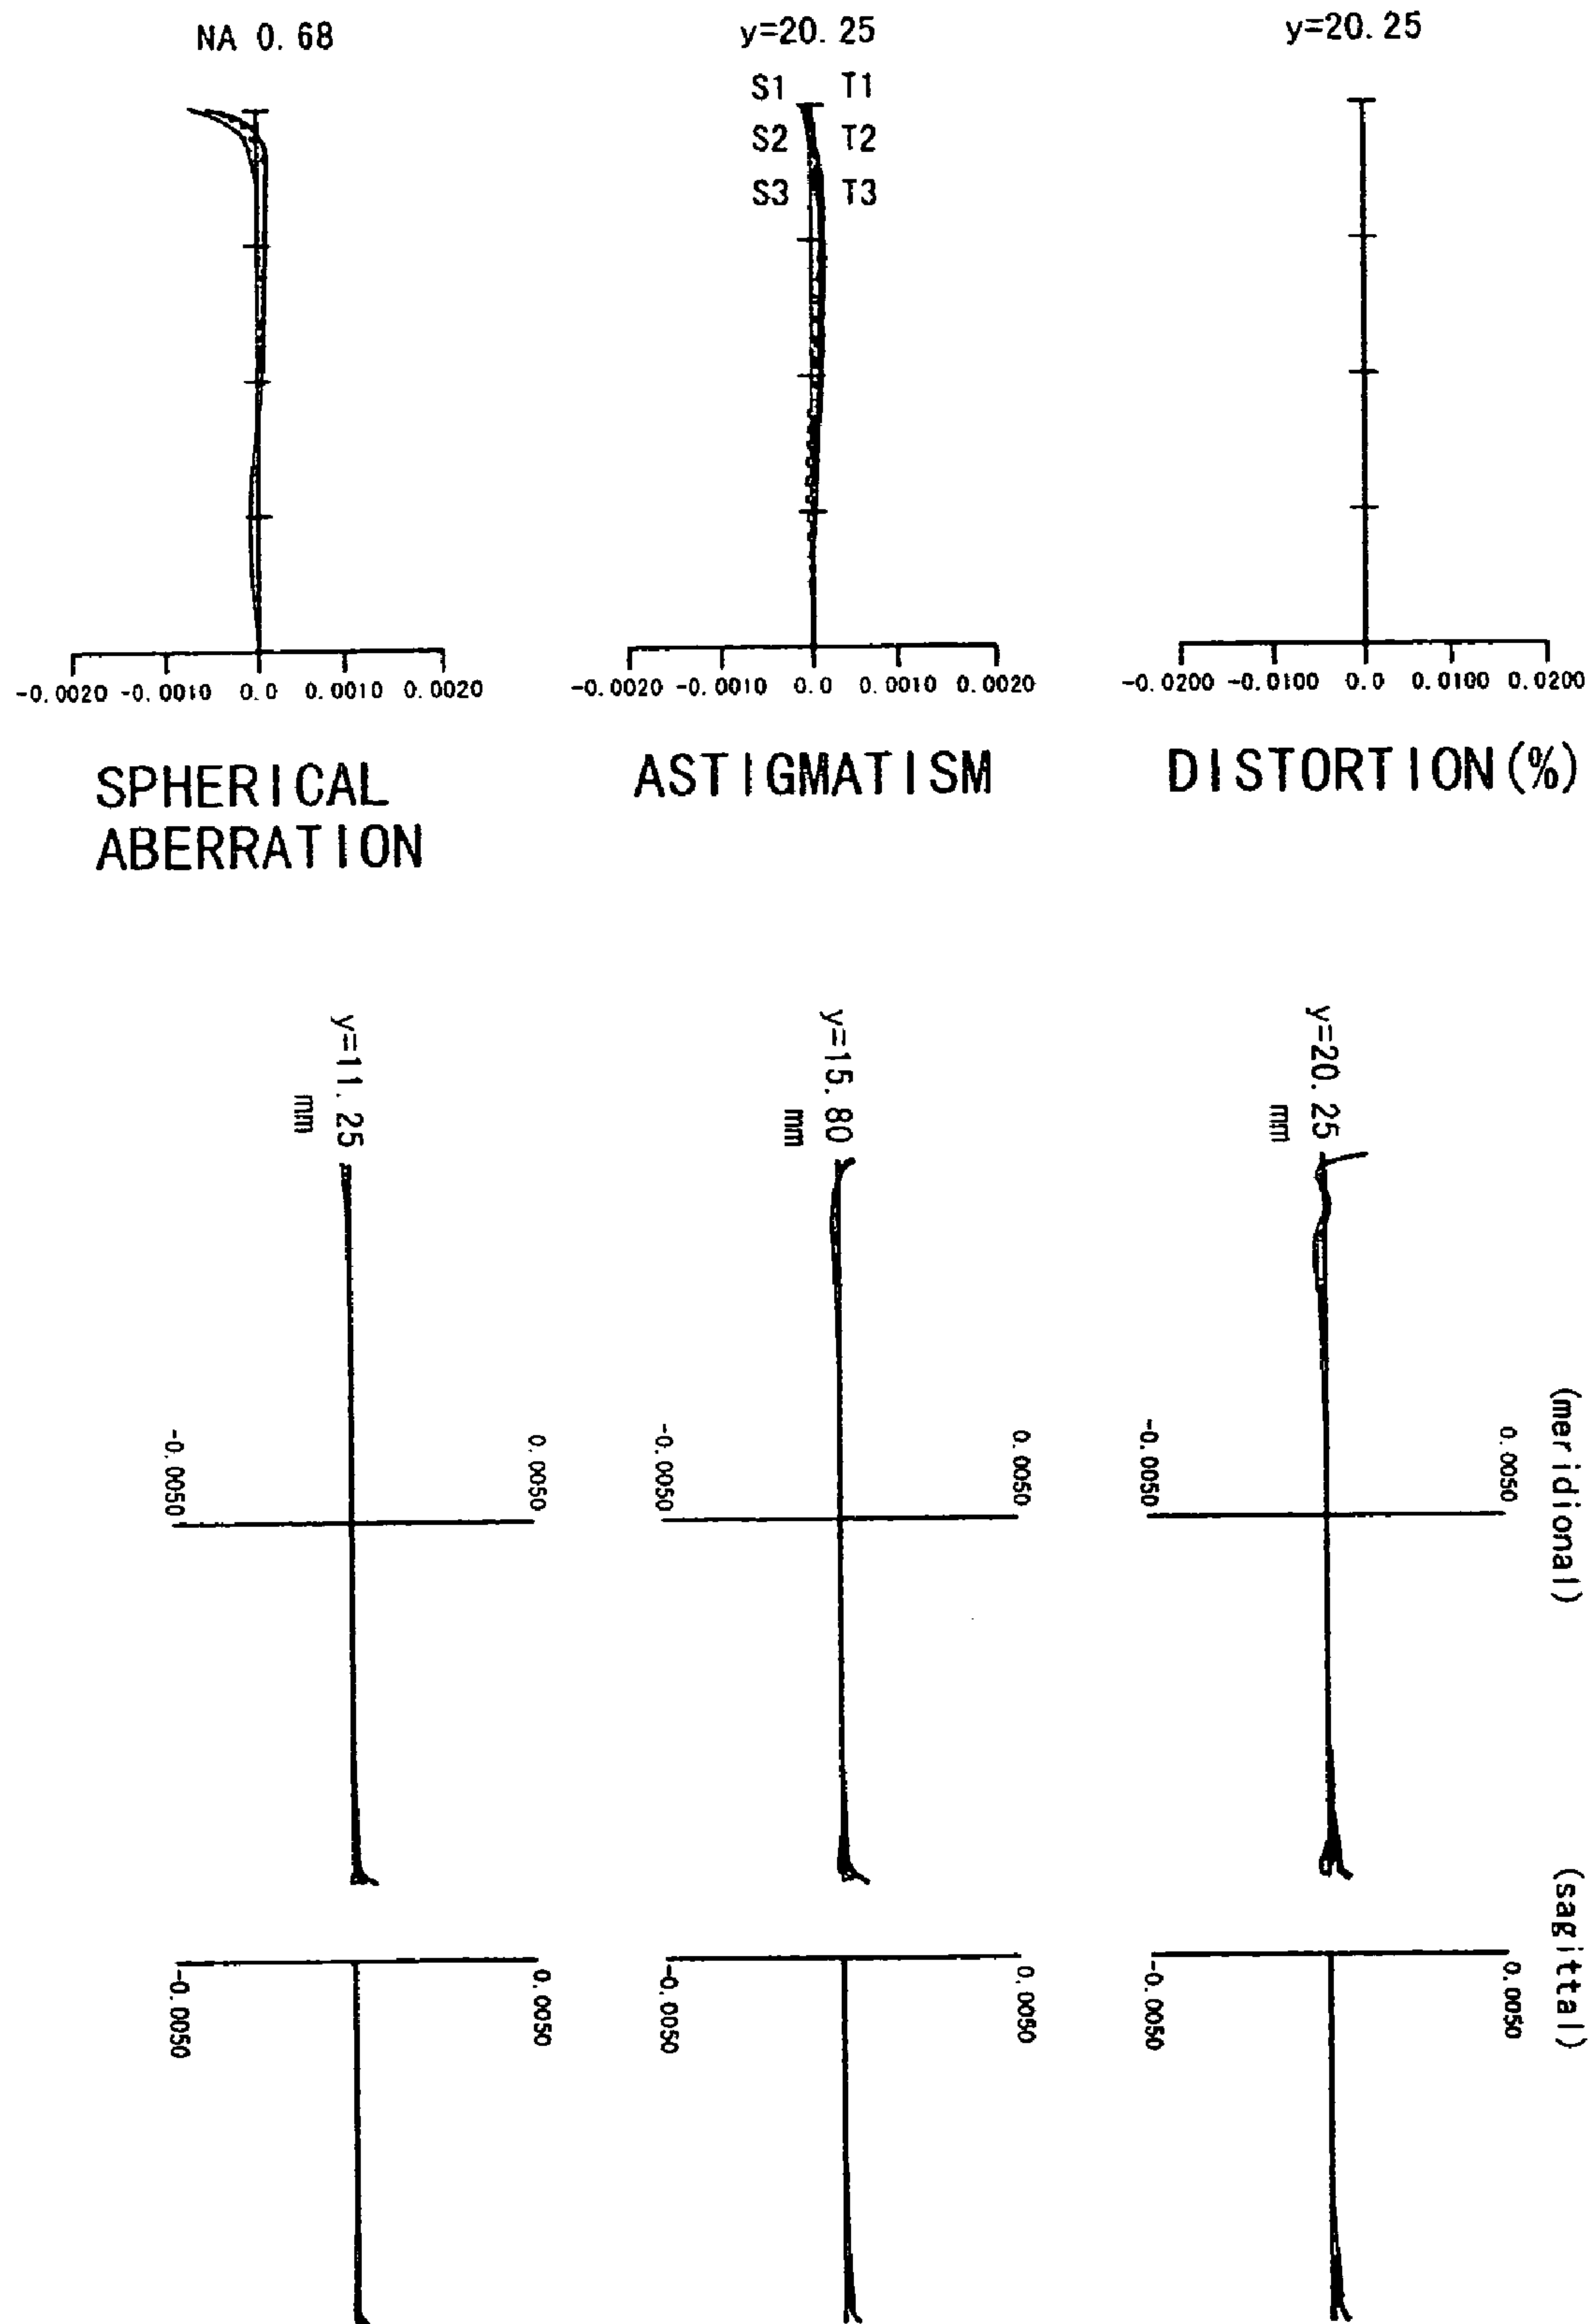 NA 0.68
y=20.25
y=20.25
S1 T1
S2 T2
S3 T3
-0.0020 -0.0010 0.0 0.0010 0.0020
-0.0020 -0.0010 0.0 0.0010 0.0020
-0.0200 -0.0100 0.0 0.0100 0.0200
SPHERICAL
ABERRATION
ASTIGMATISM
DISTORTION(%)
y=11.25
mm
y=15.80
mm
y=20.25
mm
-0.0050
0.0050
-0.0050
0.0050
-0.0050
0.0050
(meridional)
-0.0050
0.0050
-0.0050
0.0050
-0.0050
0.0050
(sagittal)